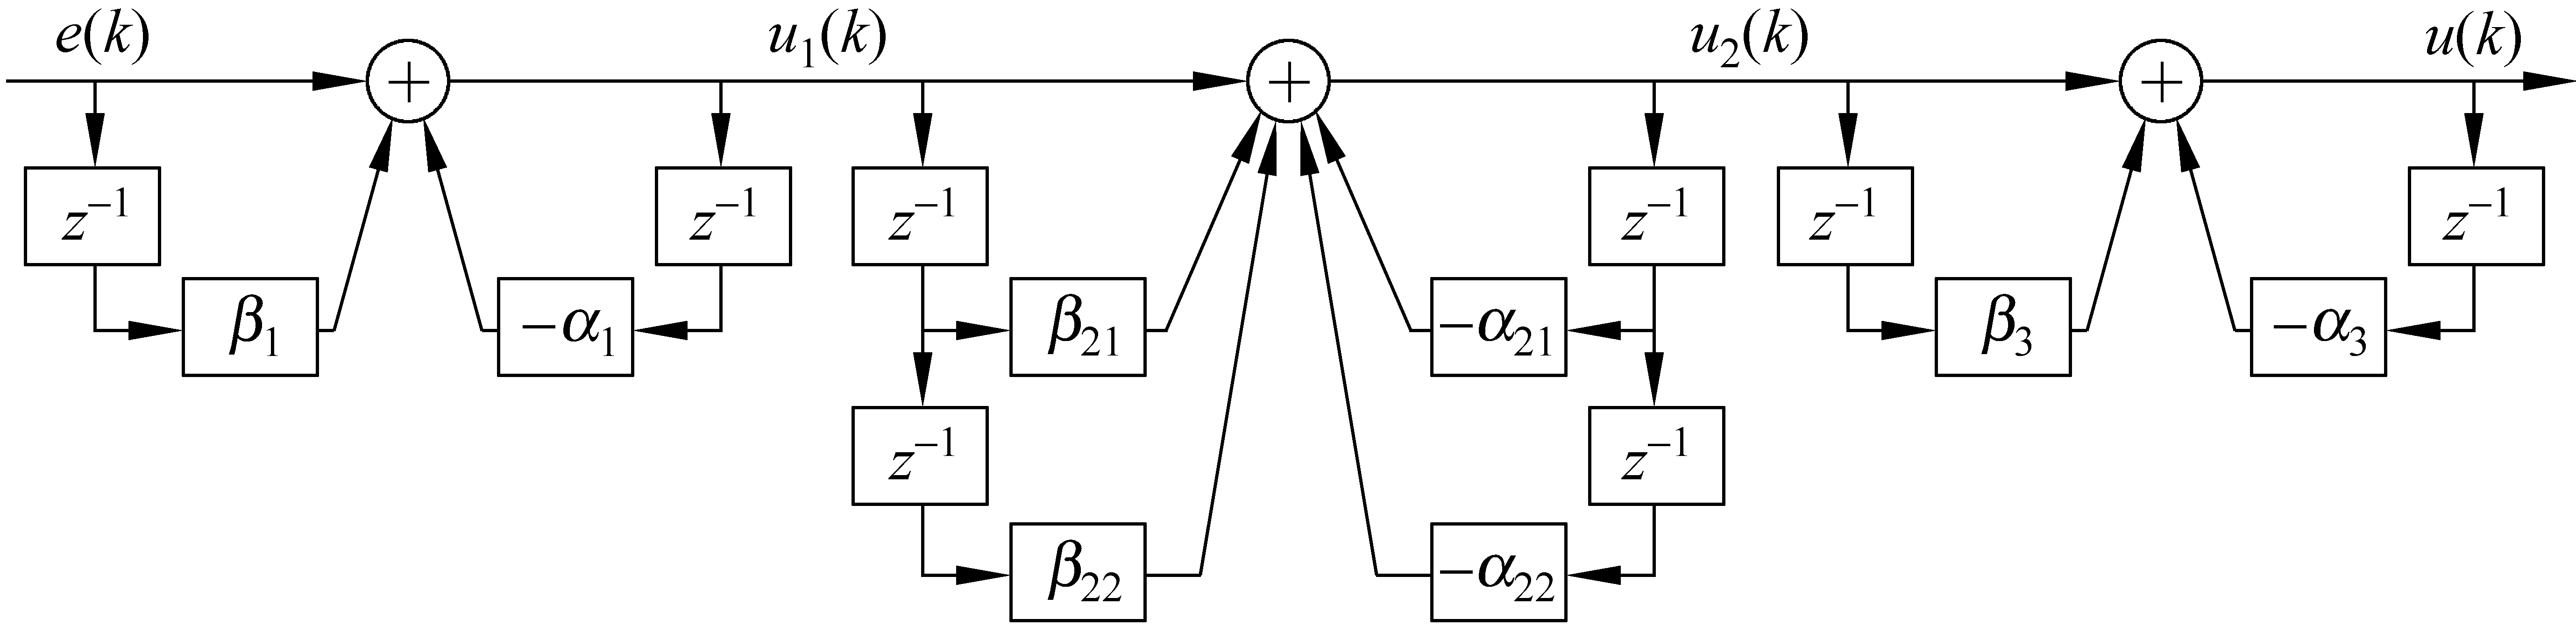 e(k) u₁(k) u₂(k) u(k)
+ + +
z⁻¹ z⁻¹ z⁻¹ z⁻¹ z⁻¹ z⁻¹
β₁ −α₁ β₂₁ −α₂₁ β₃ −α₃
z⁻¹ z⁻¹
β₂₂ −α₂₂